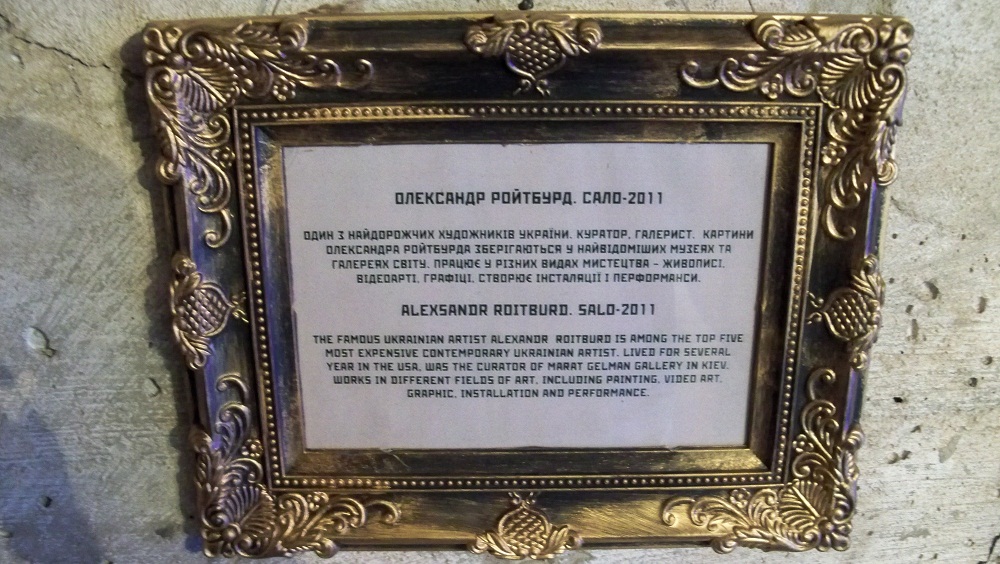 ОЛЕКСАНДР РОЙТБУРД. САЛО-2011
ОДИН З НАЙДОРОЖЧИХ ХУДОЖНИКІВ УКРАЇНИ. КУРАТОР, ГАЛЕРИСТ. КАРТИНИ
ОЛЕКСАНДРА РОЙТБУРДА ЗБЕРІГАЮТЬСЯ У НАЙВІДОМІШИХ МУЗЕЯХ ТА
ГАЛЕРЕЯХ СВІТУ. ПРАЦЮЄ У РІЗНИХ ВИДАХ МИСТЕЦТВА - ЖИВОПИСІ,
ВІДЕОАРТІ, ГРАФІЦІ, СТВОРЮЄ ІНСТАЛЯЦІЇ І ПЕРФОРМАНСИ.
ALEXSANDR ROITBURD. SALO-2011
THE FAMOUS UKRAINIAN ARTIST ALEXANDR ROITBURD IS AMONG THE TOP FIVE
MOST EXPENSIVE CONTEMPORARY UKRAINIAN ARTIST. LIVED FOR SEVERAL
YEAR IN THE USA, WAS THE CURATOR OF MARAT GELMAN GALLERY IN KIEV.
WORKS IN DIFFERENT FIELDS OF ART, INCLUDING PAINTING, VIDEO ART,
GRAPHIC, INSTALLATION AND PERFORMANCE.